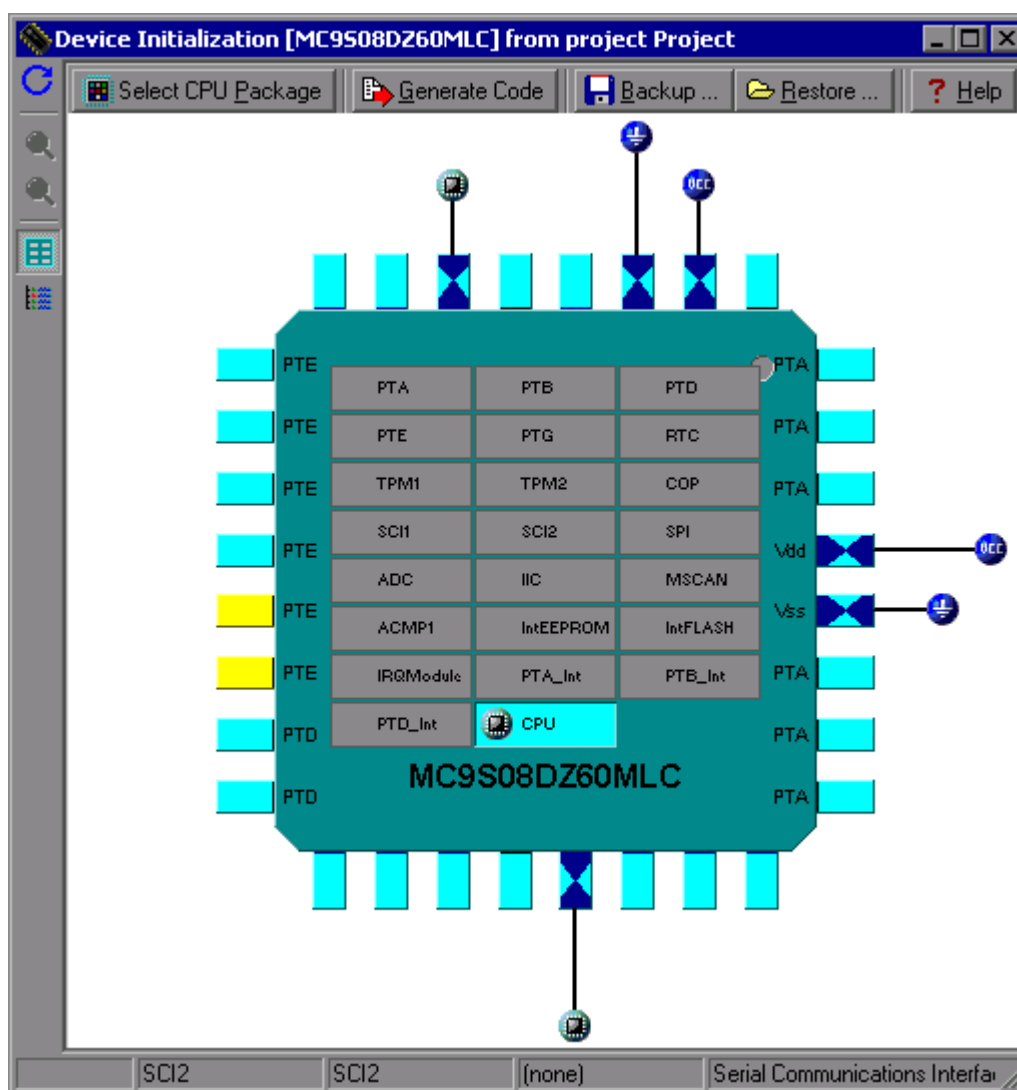 Device Initialization [MC9S08DZ60MLC] from project Project
Select CPU Package Generate Code Backup ... Restore ... ? Help
VCC
PTE PTA
PTA PTB PTD
PTE PTA
PTE PTG RTC
PTE PTA
TPM1 TPM2 COP
SCI1 SCI2 SPI
PTE Vdd VCC
ADC IIC MSCAN
PTE Vss
ACMP1 IntEEPROM IntFLASH
PTE PTA
IRQModule PTA_Int PTB_Int
PTD_Int CPU
PTD PTA
MC9S08DZ60MLC
PTD PTA
SCI2 SCI2 (none) Serial Communications Interfa